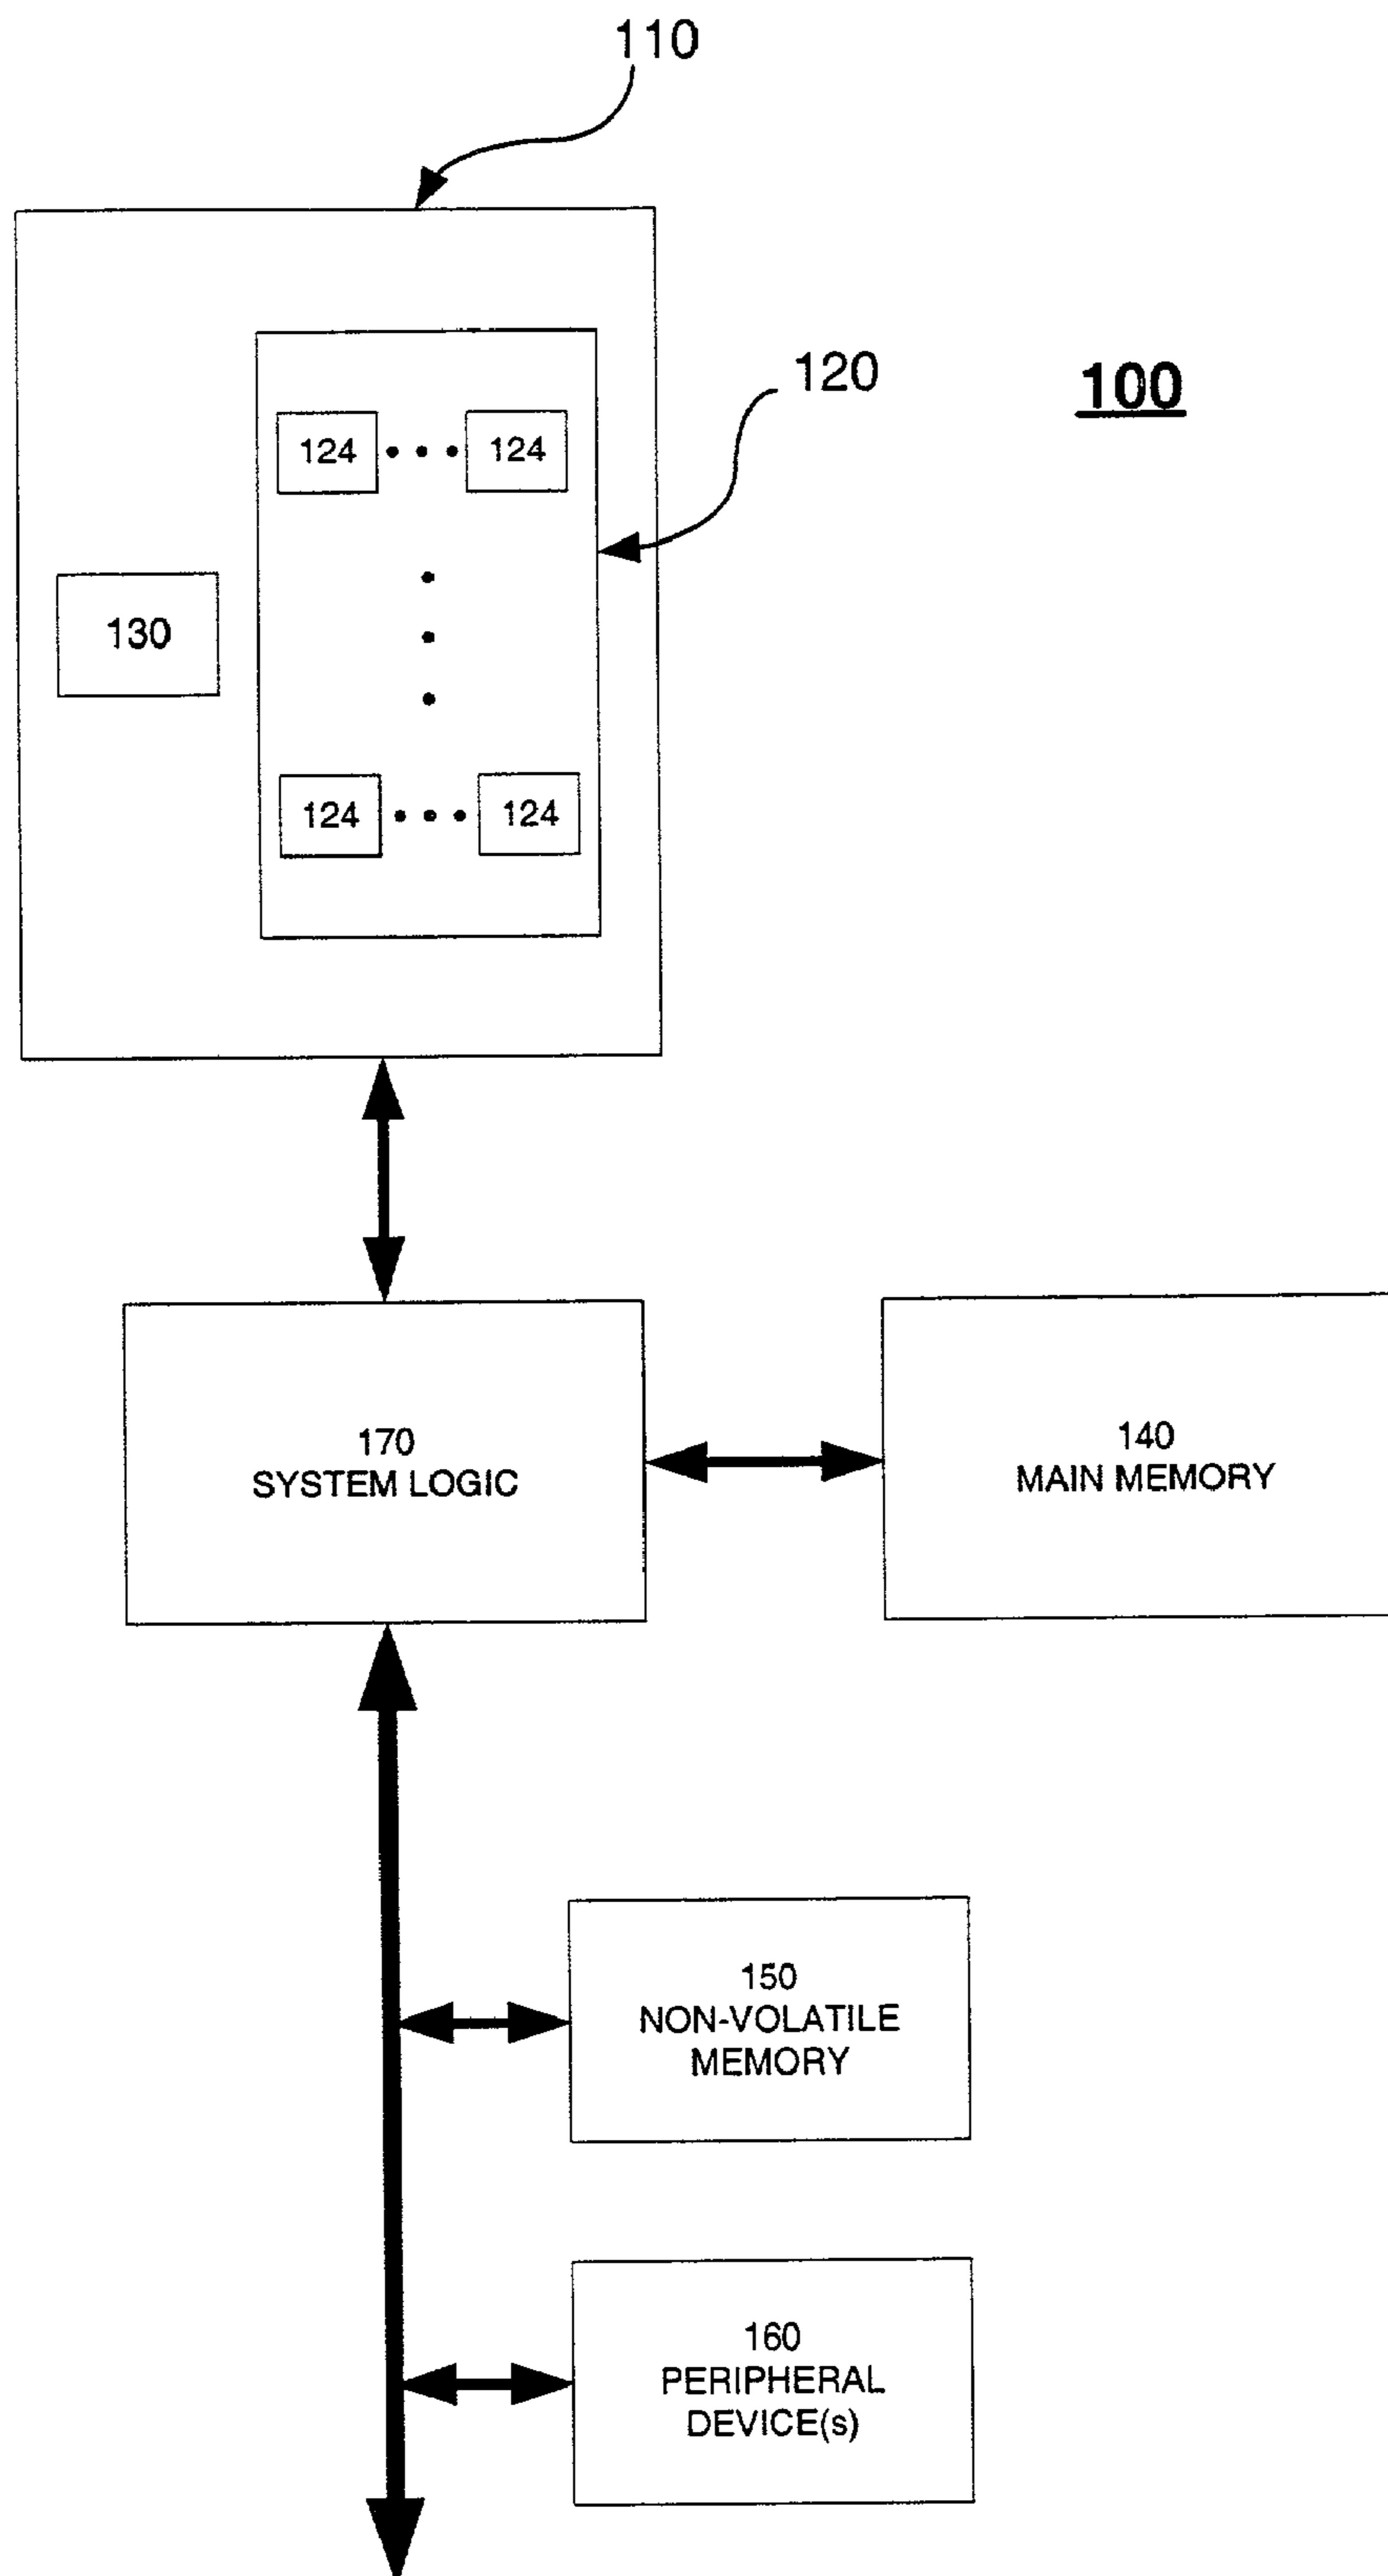 110
120
100
124
124
130
124
124
170
SYSTEM LOGIC
140
MAIN MEMORY
150
NON-VOLATILE
MEMORY
160
PERIPHERAL
DEVICE(s)